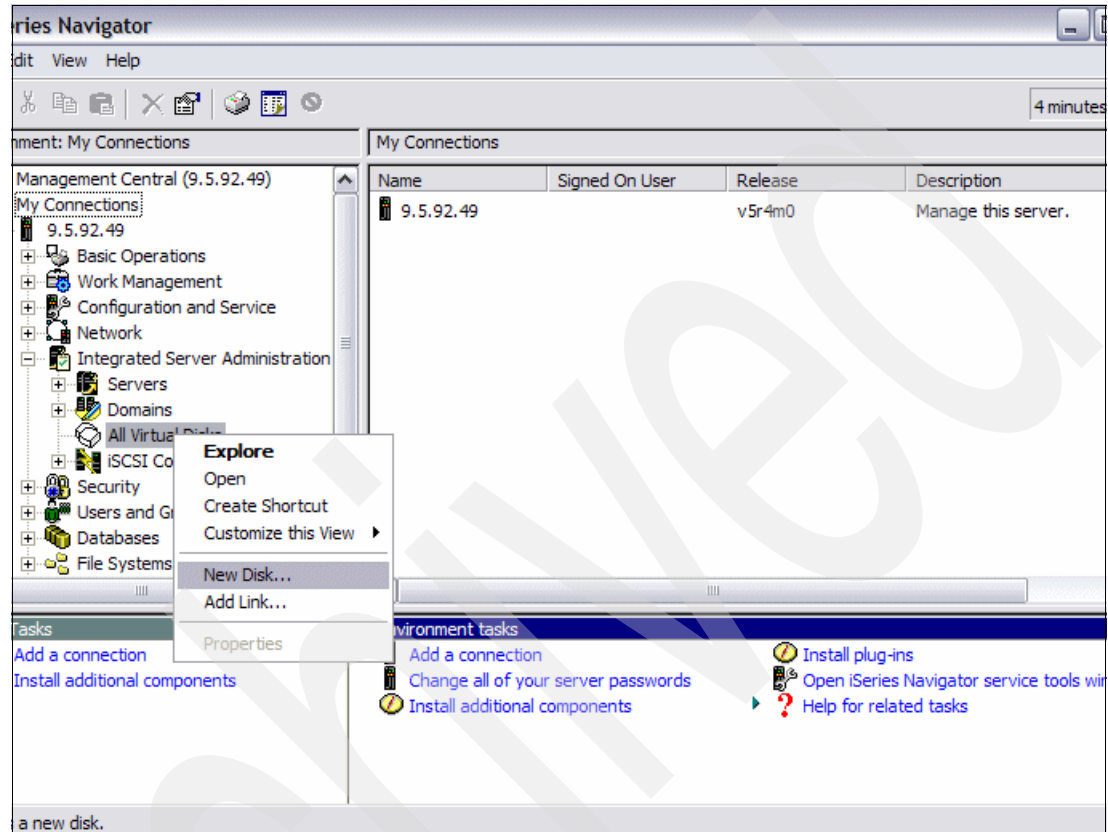 ries Navigator
dit View Help
4 minutes
nment: My Connections
My Connections
Management Central (9.5.92.49)
My Connections
9.5.92.49
Basic Operations
Work Management
Configuration and Service
Network
Integrated Server Administration
Servers
Domains
All Virtual Disks
iSCSI Co
Security
Users and Gr
Databases
File Systems
Name Signed On User Release Description
9.5.92.49 v5r4m0 Manage this server.
Explore
Open
Create Shortcut
Customize this View
New Disk...
Add Link...
Properties
Tasks
Add a connection
Install additional components
vironment tasks
Add a connection
Change all of your server passwords
Install additional components
Install plug-ins
Open iSeries Navigator service tools wir
Help for related tasks
a new disk.